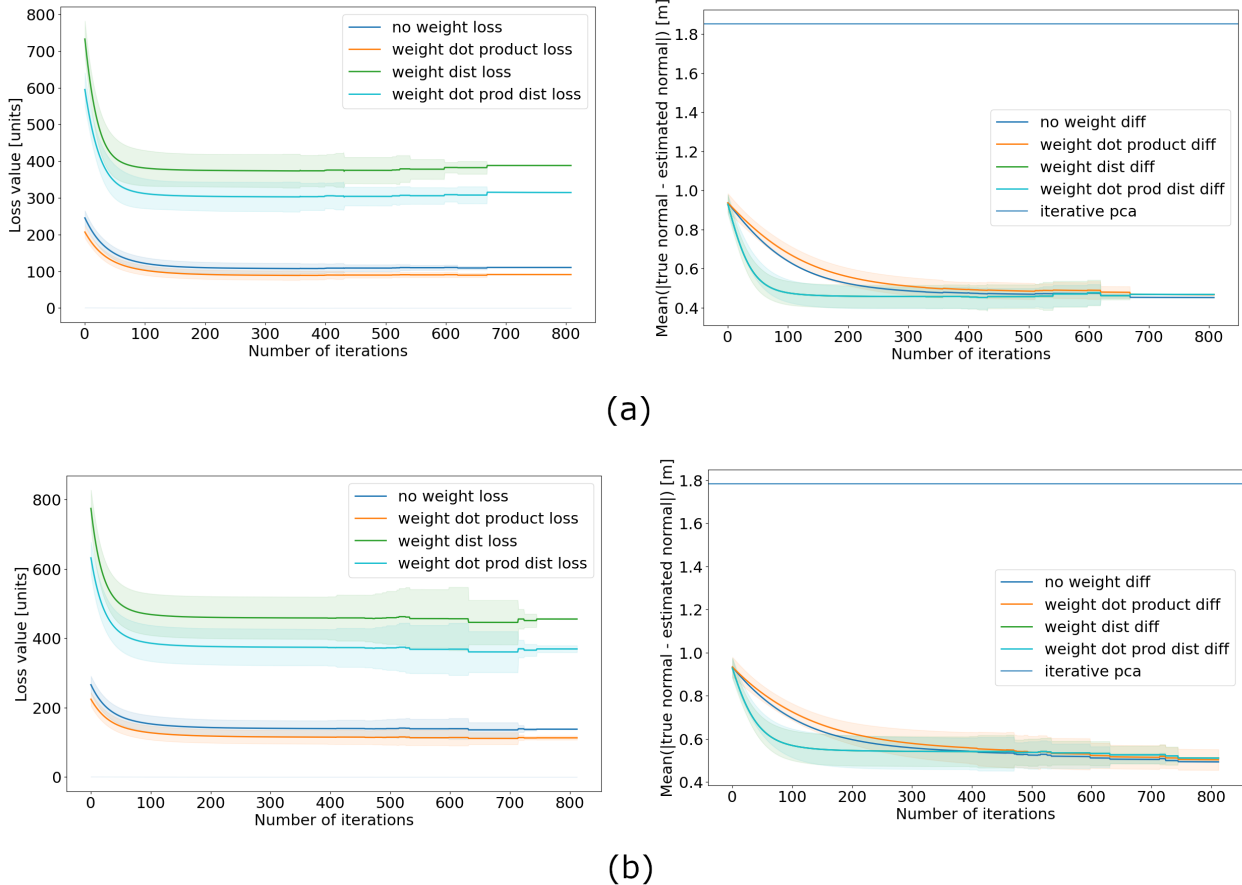 800
700
600
500
400
300
200
100
0
Loss value [units]
no weight loss
weight dot product loss
weight dist loss
weight dot prod dist loss
0 100 200 300 400 500 600 700 800
Number of iterations
1.8
1.6
1.4
1.2
1.0
0.8
0.6
0.4
Mean(|true normal - estimated normal|) [m]
no weight diff
weight dot product diff
weight dist diff
weight dot prod dist diff
iterative pca
0 100 200 300 400 500 600 700 800
Number of iterations
(a)
800
600
400
200
0
Loss value [units]
no weight loss
weight dot product loss
weight dist loss
weight dot prod dist loss
0 100 200 300 400 500 600 700 800
Number of iterations
1.8
1.6
1.4
1.2
1.0
0.8
0.6
0.4
Mean(|true normal - estimated normal|) [m]
no weight diff
weight dot product diff
weight dist diff
weight dot prod dist diff
iterative pca
0 100 200 300 400 500 600 700 800
Number of iterations
(b)